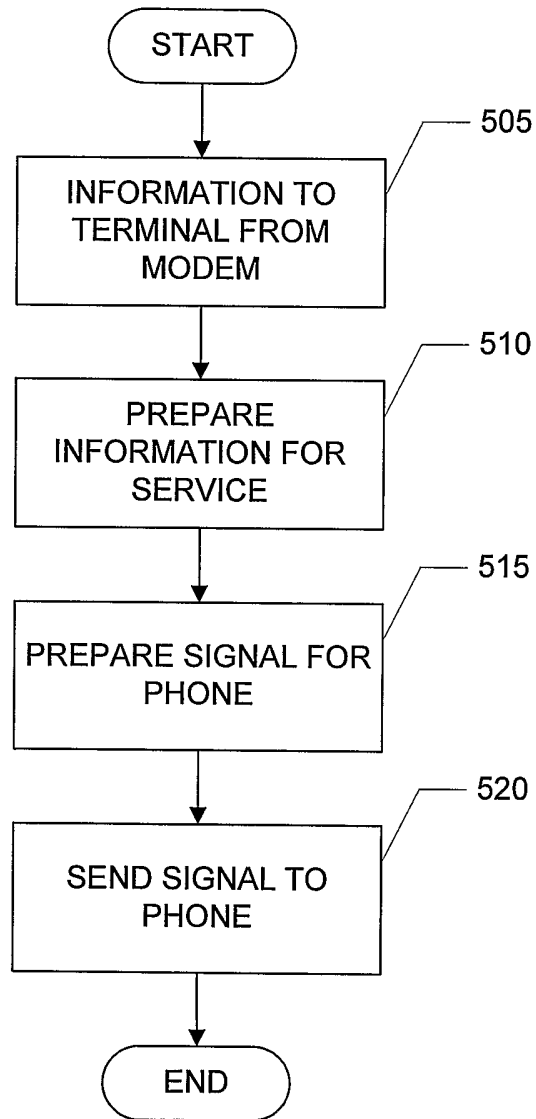 START
505
INFORMATION TO
TERMINAL FROM
MODEM
510
PREPARE
INFORMATION FOR
SERVICE
515
PREPARE SIGNAL FOR
PHONE
520
SEND SIGNAL TO
PHONE
END